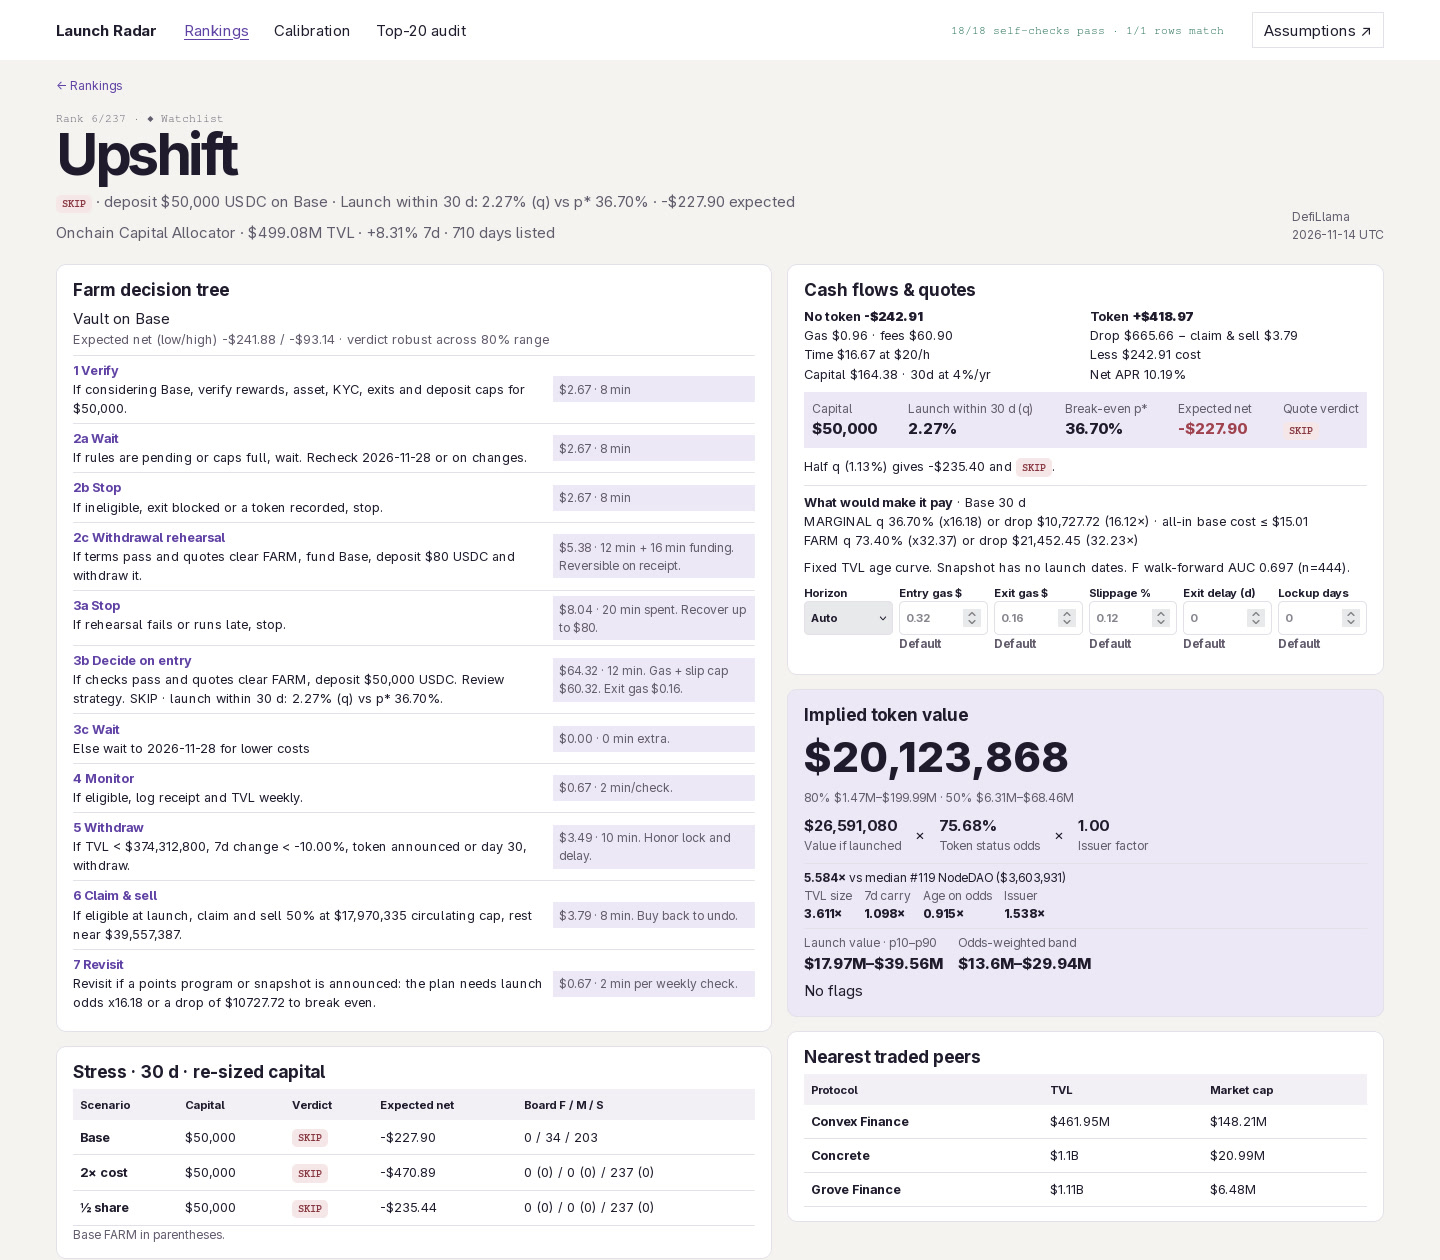 Launch Radar Rankings Calibration Top-20 audit 18/18 self-checks pass · 1/1 rows match Assumptions ↗
← Rankings
Rank 6/237 · ◆ Watchlist
Upshift
SKIP · deposit $50,000 USDC on Base · Launch within 30 d: 2.27% (q) vs p* 36.70% · -$227.90 expected
Onchain Capital Allocator · $499.08M TVL · +8.31% 7d · 710 days listed
DefiLlama
2026-11-14 UTC
Farm decision tree
Vault on Base
Expected net (low/high) -$241.88 / -$93.14 · verdict robust across 80% range
1 Verify
If considering Base, verify rewards, asset, KYC, exits and deposit caps for
$50,000.
$2.67 · 8 min
2a Wait
If rules are pending or caps full, wait. Recheck 2026-11-28 or on changes.
$2.67 · 8 min
2b Stop
If ineligible, exit blocked or a token recorded, stop.
$2.67 · 8 min
2c Withdrawal rehearsal
If terms pass and quotes clear FARM, fund Base, deposit $80 USDC and
withdraw it.
$5.38 · 12 min + 16 min funding.
Reversible on receipt.
3a Stop
If rehearsal fails or runs late, stop.
$8.04 · 20 min spent. Recover up
to $80.
3b Decide on entry
If checks pass and quotes clear FARM, deposit $50,000 USDC. Review
strategy. SKIP · launch within 30 d: 2.27% (q) vs p* 36.70%.
$64.32 · 12 min. Gas + slip cap
$60.32. Exit gas $0.16.
3c Wait
Else wait to 2026-11-28 for lower costs
$0.00 · 0 min extra.
4 Monitor
If eligible, log receipt and TVL weekly.
$0.67 · 2 min/check.
5 Withdraw
If TVL < $374,312,800, 7d change < -10.00%, token announced or day 30,
withdraw.
$3.49 · 10 min. Honor lock and
delay.
6 Claim & sell
If eligible at launch, claim and sell 50% at $17,970,335 circulating cap, rest
near $39,557,387.
$3.79 · 8 min. Buy back to undo.
7 Revisit
Revisit if a points program or snapshot is announced: the plan needs launch
odds x16.18 or a drop of $10727.72 to break even.
$0.67 · 2 min per weekly check.
Stress · 30 d · re-sized capital
Scenario Capital Verdict Expected net Board F / M / S
Base $50,000 SKIP -$227.90 0 / 34 / 203
2× cost $50,000 SKIP -$470.89 0 (0) / 0 (0) / 237 (0)
½ share $50,000 SKIP -$235.44 0 (0) / 0 (0) / 237 (0)
Base FARM in parentheses.
Cash flows & quotes
No token -$242.91 Token +$418.97
Gas $0.96 · fees $60.90 Drop $665.66 − claim & sell $3.79
Time $16.67 at $20/h Less $242.91 cost
Capital $164.38 · 30d at 4%/yr Net APR 10.19%
Capital Launch within 30 d (q) Break-even p* Expected net Quote verdict
$50,000 2.27% 36.70% -$227.90 SKIP
Half q (1.13%) gives -$235.40 and SKIP.
What would make it pay · Base 30 d
MARGINAL q 36.70% (x16.18) or drop $10,727.72 (16.12×) · all-in base cost ≤ $15.01
FARM q 73.40% (x32.37) or drop $21,452.45 (32.23×)
Fixed TVL age curve. Snapshot has no launch dates. F walk-forward AUC 0.697 (n=444).
Horizon Entry gas $ Exit gas $ Slippage % Exit delay (d) Lockup days
Auto 0.32 0.16 0.12 0 0
Default Default Default Default Default
Implied token value
$20,123,868
80% $1.47M–$199.99M · 50% $6.31M–$68.46M
$26,591,080 × 75.68% × 1.00
Value if launched Token status odds Issuer factor
5.584× vs median #119 NodeDAO ($3,603,931)
TVL size 7d carry Age on odds Issuer
3.611× 1.098× 0.915× 1.538×
Launch value · p10–p90 Odds-weighted band
$17.97M–$39.56M $13.6M–$29.94M
No flags
Nearest traded peers
Protocol TVL Market cap
Convex Finance $461.95M $148.21M
Concrete $1.1B $20.99M
Grove Finance $1.11B $6.48M